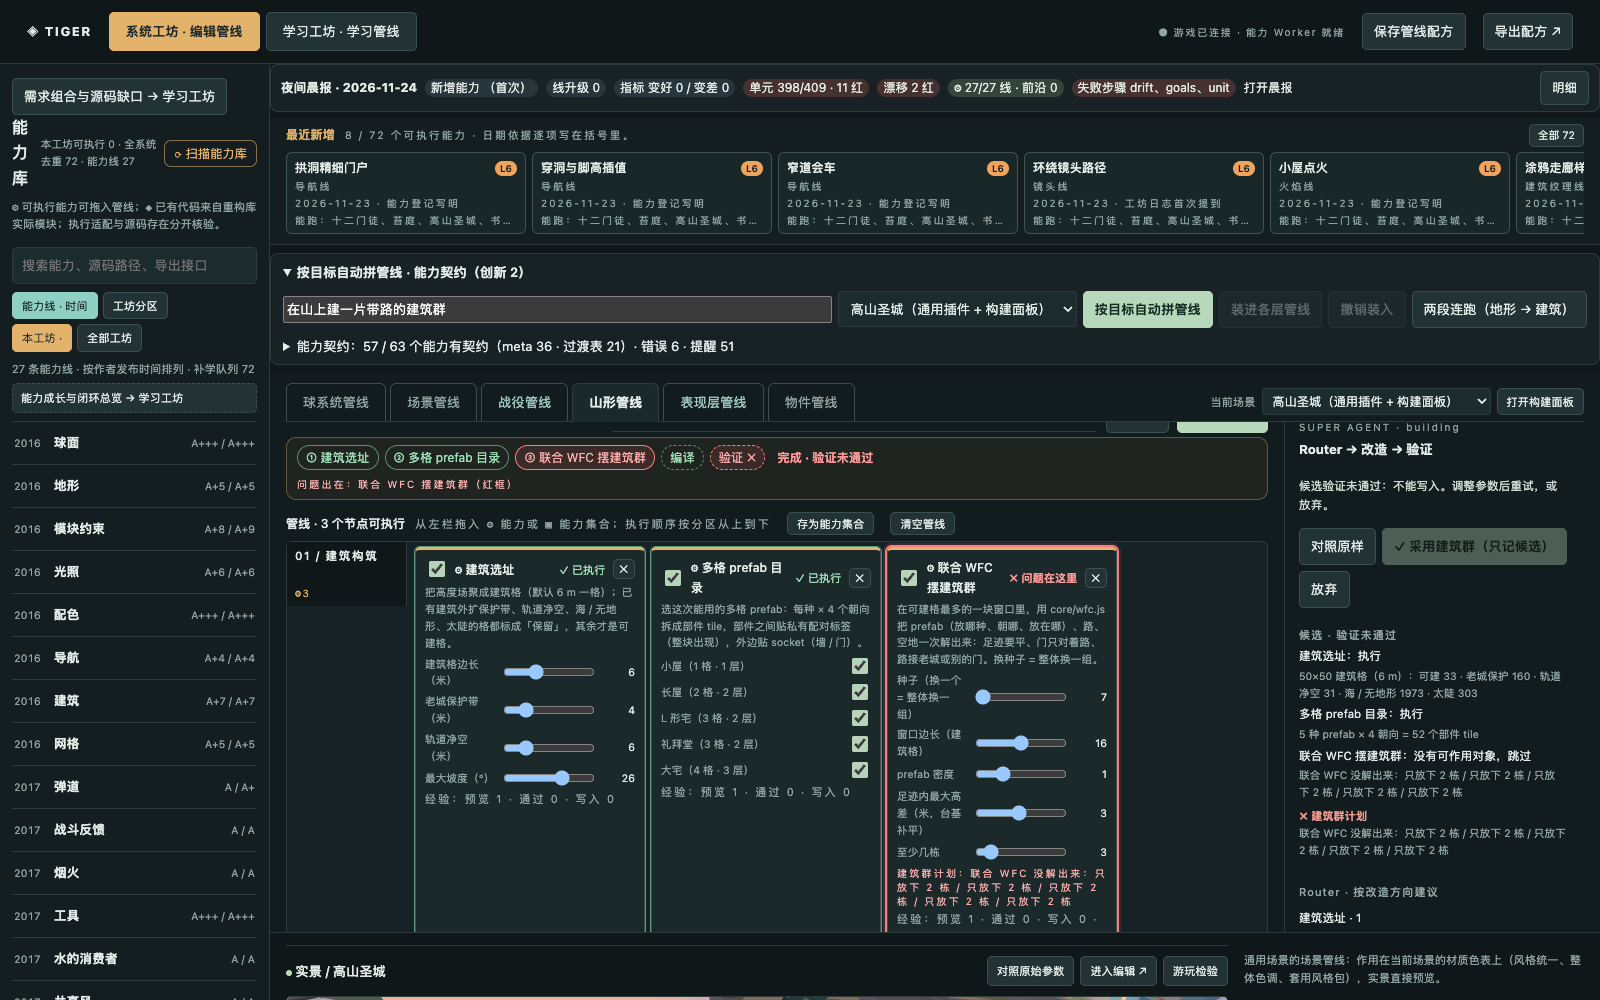 ◈ TIGER
系统工坊 · 编辑管线
学习工坊 · 学习管线
游戏已连接 · 能力 Worker 就绪
保存管线配方
导出配方 ↗
需求组合与源码缺口 → 学习工坊
能力库
本工坊可执行 0 · 全系统去重 72 · 能力线 27
⟳ 扫描能力库
⚙ 可执行能力可拖入管线；◆ 已有代码来自重构库实际模块；执行适配与源码存在分开核验。
搜索能力、源码路径、导出接口
能力线 · 时间
工坊分区
本工坊 ·
全部工坊
27 条能力线 · 按作者发布时间排列 · 补学队列 72
能力成长与闭环总览 → 学习工坊
2016 球面 A+++ / A+++
2016 地形 A+5 / A+5
2016 模块约束 A+8 / A+9
2016 光照 A+6 / A+6
2016 配色 A+++ / A+++
2016 导航 A+4 / A+4
2016 建筑 A+7 / A+7
2016 网格 A+5 / A+5
2016 弹道 A / A+
2017 战斗反馈 A / A
2017 烟火 A / A
2017 工具 A+++ / A+++
2017 水的消费者 A / A
夜间晨报 · 2026-11-24
新增能力 （首次）
线升级 0
指标 变好 0 / 变差 0
单元 398/409 · 11 红
漂移 2 红
⚙ 27/27 线 · 前沿 0
失败步骤 drift、goals、unit
打开晨报
明细
最近新增 8 / 72 个可执行能力 · 日期依据逐项写在括号里。
全部 72
拱洞精细门户 L6
导航线
2026-11-23 · 能力登记写明
能跑：十二门徒、苔庭、高山圣城、书…
穿洞与脚高插值 L6
导航线
2026-11-23 · 能力登记写明
能跑：十二门徒、苔庭、高山圣城、书…
窄道会车 L6
导航线
2026-11-23 · 能力登记写明
能跑：十二门徒、苔庭、高山圣城、书…
环绕镜头路径 L6
镜头线
2026-11-23 · 工坊日志首次提到
能跑：十二门徒、苔庭、高山圣城、书…
小屋点火 L6
火焰线
2026-11-23 · 能力登记写明
能跑：十二门徒、苔庭、高山圣城、书…
涂鸦走廊样
建筑纹理线
2026-11-
能跑：十二
▼ 按目标自动拼管线 · 能力契约（创新 2）
在山上建一片带路的建筑群
高山圣城（通用插件 + 构建面板）
按目标自动拼管线
装进各层管线
撤销装入
两段连跑（地形 → 建筑）
▶ 能力契约：57 / 63 个能力有契约（meta 36 · 过渡表 21）· 错误 6 · 提醒 51
球系统管线
场景管线
战役管线
山形管线
表现层管线
物件管线
当前场景
高山圣城（通用插件 + 构建面板）
打开构建面板
① 建筑选址
② 多格 prefab 目录
③ 联合 WFC 摆建筑群
编译
验证 ✕
完成 · 验证未通过
问题出在：联合 WFC 摆建筑群（红框）
管线 · 3 个节点可执行
从左栏拖入 ⚙ 能力或 ▣ 能力集合；执行顺序按分区从上到下
存为能力集合
清空管线
01 / 建筑构筑
⚙3
⚙ 建筑选址
✓ 已执行
✕
把高度场聚成建筑格（默认 6 m 一格）；已有建筑外扩保护带、轨道净空、海 / 无地形、太陡的格都标成「保留」，其余才是可建格。
建筑格边长（米） 6
老城保护带（米） 4
轨道净空（米） 6
最大坡度（°） 26
经验：预览 1 · 通过 0 · 写入 0
⚙ 多格 prefab 目录
✓ 已执行
✕
选这次能用的多格 prefab：每种 × 4 个朝向拆成部件 tile，部件之间贴私有配对标签（整块出现），外边贴 socket（墙 / 门）。
小屋（1 格 · 1 层）
长屋（2 格 · 2 层）
L 形宅（3 格 · 2 层）
礼拜堂（3 格 · 2 层）
大宅（4 格 · 3 层）
经验：预览 1 · 通过 0 · 写入 0
⚙ 联合 WFC 摆建筑群
✕ 问题在这里
✕
在可建格最多的一块窗口里，用 core/wfc.js 把 prefab（放哪种、朝哪、放在哪）、路、空地一次解出来：足迹要平、门只对着路、路接老城或别的门。换种子 = 整体换一组。
种子（换一个 = 整体换一组） 7
窗口边长（建筑格） 16
prefab 密度 1
足迹内最大高差（米，台基补平） 3
至少几栋 3
建筑群计划：联合 WFC 没解出来：只放下 2 栋 / 只放下 2 栋 / 只放下 2 栋 / 只放下 2 栋 / 只放下 2 栋
经验：预览 1 · 通过 0 · 写入 0 ·
SUPER AGENT · building
Router → 改造 → 验证
候选验证未通过：不能写入。调整参数后重试，或放弃。
对照原样
✓ 采用建筑群（只记候选）
放弃
候选 · 验证未通过
建筑选址：执行
50×50 建筑格（6 m）：可建 33 · 老城保护 160 · 轨道净空 31 · 海 / 无地形 1973 · 太陡 303
多格 prefab 目录：执行
5 种 prefab × 4 朝向 = 52 个部件 tile
联合 WFC 摆建筑群：没有可作用对象，跳过
联合 WFC 没解出来：只放下 2 栋 / 只放下 2 栋 / 只放下 2 栋 / 只放下 2 栋 / 只放下 2 栋
✕ 建筑群计划
联合 WFC 没解出来：只放下 2 栋 / 只放下 2 栋 / 只放下 2 栋 / 只放下 2 栋 / 只放下 2 栋
Router · 按改造方向建议
建筑选址 · 1
实景 / 高山圣城
对照原始参数
进入编辑 ↗
游玩检验
通用场景的场景管线：作用在当前场景的材质色表上（风格统一、整体色调、套用风格包），实景直接预览。